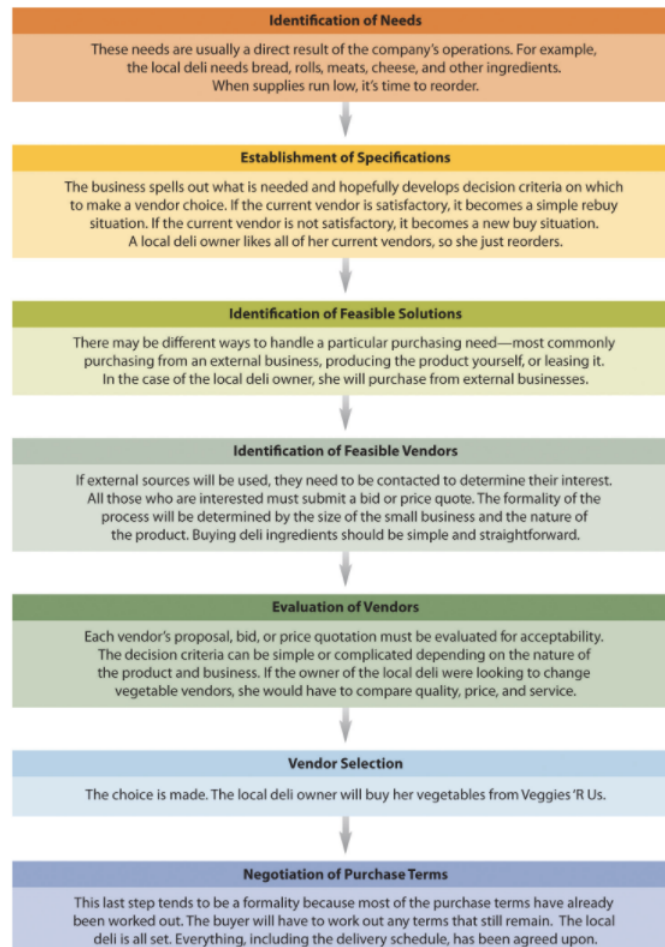 Identification of Needs
These needs are usually a direct result of the company's operations. For example,
the local deli needs bread, rolls, meats, cheese, and other ingredients.
When supplies run low, it's time to reorder.
Establishment of Specifications
The business spells out what is needed and hopefully develops decision criteria on which
to make a vendor choice. If the current vendor is satisfactory, it becomes a simple rebuy
situation. If the current vendor is not satisfactory, it becomes a new buy situation.
A local deli owner likes all of her current vendors, so she just reorders.
Identification of Feasible Solutions
There may be different ways to handle a particular purchasing need—most commonly
purchasing from an external business, producing the product yourself, or leasing it.
In the case of the local deli owner, she will purchase from external businesses.
Identification of Feasible Vendors
If external sources will be used, they need to be contacted to determine their interest.
All those who are interested must submit a bid or price quote. The formality of the
process will be determined by the size of the small business and the nature of
the product. Buying deli ingredients should be simple and straightforward.
Evaluation of Vendors
Each vendor's proposal, bid, or price quotation must be evaluated for acceptability.
The decision criteria can be simple or complicated depending on the nature of
the product and business. If the owner of the local deli were looking to change
vegetable vendors, she would have to compare quality, price, and service.
Vendor Selection
The choice is made. The local deli owner will buy her vegetables from Veggies 'R Us.
Negotiation of Purchase Terms
This last step tends to be a formality because most of the purchase terms have already
been worked out. The buyer will have to work out any terms that still remain. The local
deli is all set. Everything, including the delivery schedule, has been agreed upon.